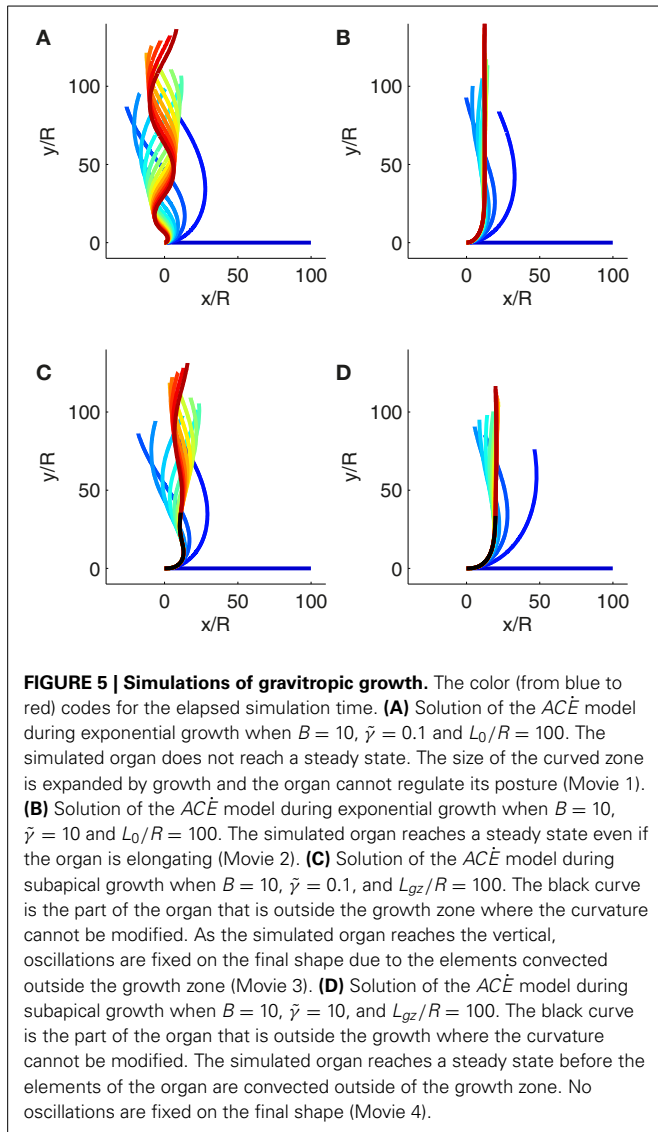 A
B
100
50
0
y/R
0
50
100
x/R
100
50
0
y/R
0
50
100
x/R
C
D
100
50
0
y/R
0
50
100
x/R
100
50
0
y/R
0
50
100
x/R
FIGURE 5 | Simulations of gravitropic growth. The color (from blue to
red) codes for the elapsed simulation time. (A) Solution of the ACĖ model
during exponential growth when B = 10, γ̃ = 0.1 and L₀/R = 100. The
simulated organ does not reach a steady state. The size of the curved zone
is expanded by growth and the organ cannot regulate its posture (Movie 1).
(B) Solution of the ACĖ model during exponential growth when B = 10,
γ̃ = 10 and L₀/R = 100. The simulated organ reaches a steady state even if
the organ is elongating (Movie 2). (C) Solution of the ACĖ model during
subapical growth when B = 10, γ̃ = 0.1, and L_gz/R = 100. The black curve
is the part of the organ that is outside the growth zone where the curvature
cannot be modified. As the simulated organ reaches the vertical,
oscillations are fixed on the final shape due to the elements convected
outside the growth zone (Movie 3). (D) Solution of the ACĖ model during
subapical growth when B = 10, γ̃ = 10, and L_gz/R = 100. The black curve
is the part of the organ that is outside the growth where the curvature
cannot be modified. The simulated organ reaches a steady state before the
elements of the organ are convected outside of the growth zone. No
oscillations are fixed on the final shape (Movie 4).